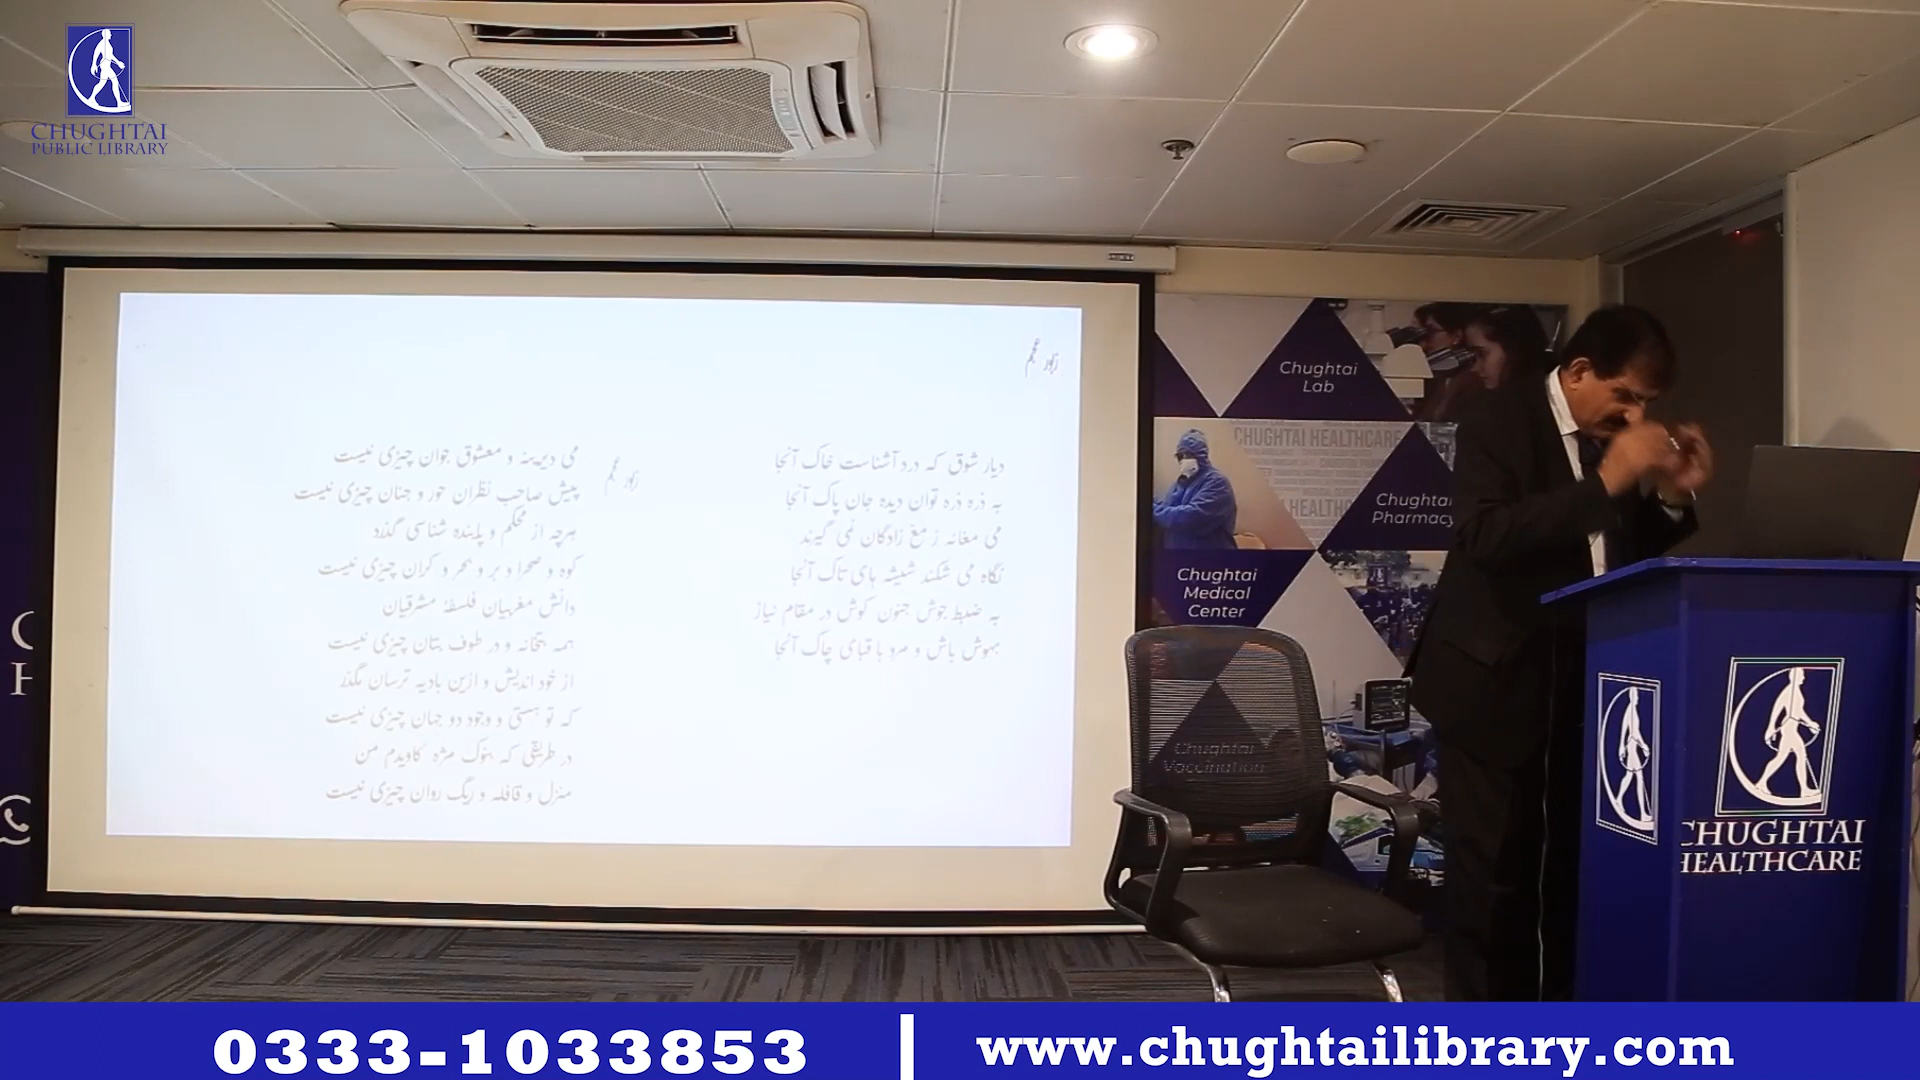 CHUGHTAI
PUBLIC LIBRARY
زبور عجم
دیار شوق که درد آشناست خاک آنجا
به ذره ذره توان دیده جان پاک آنجا
می مغانه ز مغ زادگان نمی گیرند
نگاه می شکند شیشه های تاک آنجا
به ضبط جوش جنون کوش در مقام نیاز
بهوش باش و مرو با قبای چاک آنجا
زبور عجم
می دیرینه و معشوق جوان چیزی نیست
پیش صاحب نظران حور و جنان چیزی نیست
هرچه از محکم و پاینده شناسی گذرد
کوه و صحرا و بر و بحر و کران چیزی نیست
دانش مغربیان فلسفهٔ مشرقیان
همه بتخانه و در طوف بتان چیزی نیست
از خود اندیش و ازین بادیه ترسان مگذر
که تو هستی و وجود دو جهان چیزی نیست
در طریقی که بنوک مژه کاویدم من
منزل و قافله و ریگ روان چیزی نیست
Chughtai
Lab
CHUGHTAI HEALTHCARE
HEALTHC
Chughtai
Pharmacy
Chughtai
Medical
Center
Chughtai
Vaccination
CHUGHTAI
HEALTHCARE
0333-1033853 | www.chughtailibrary.com